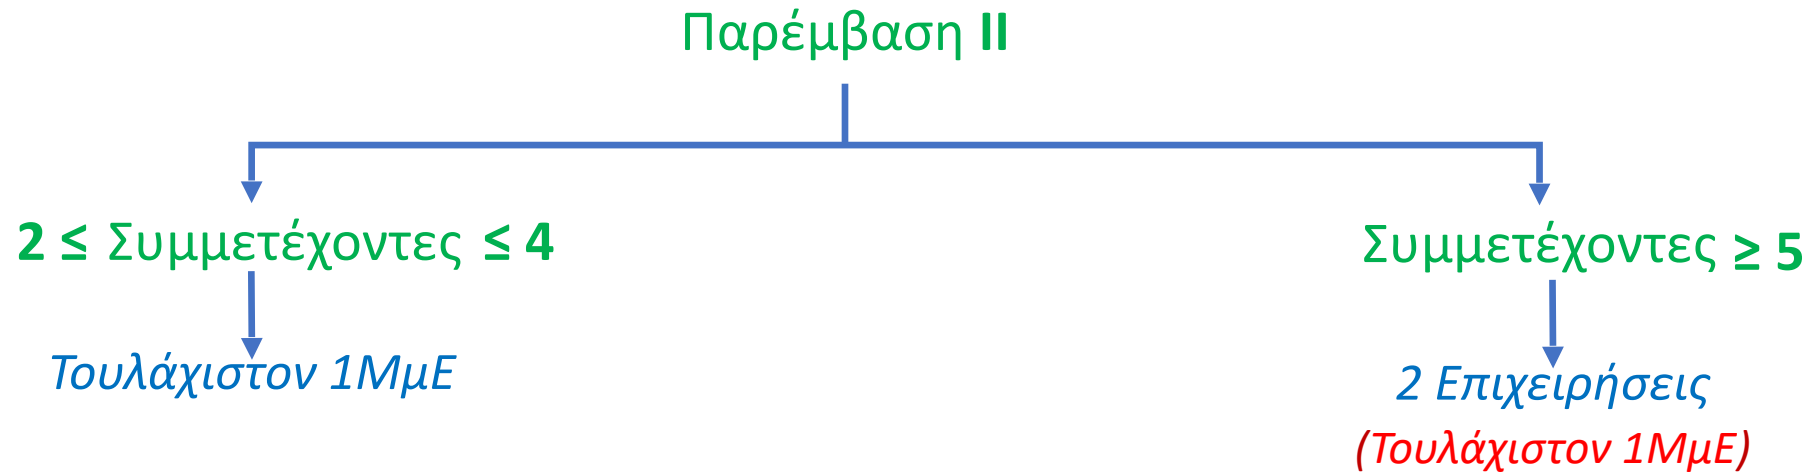 Παρέμβαση II
2 ≤ Συμμετέχοντες ≤ 4
Συμμετέχοντες ≥ 5
Τουλάχιστον 1ΜμΕ
2 Επιχειρήσεις
(Τουλάχιστον 1ΜμΕ)